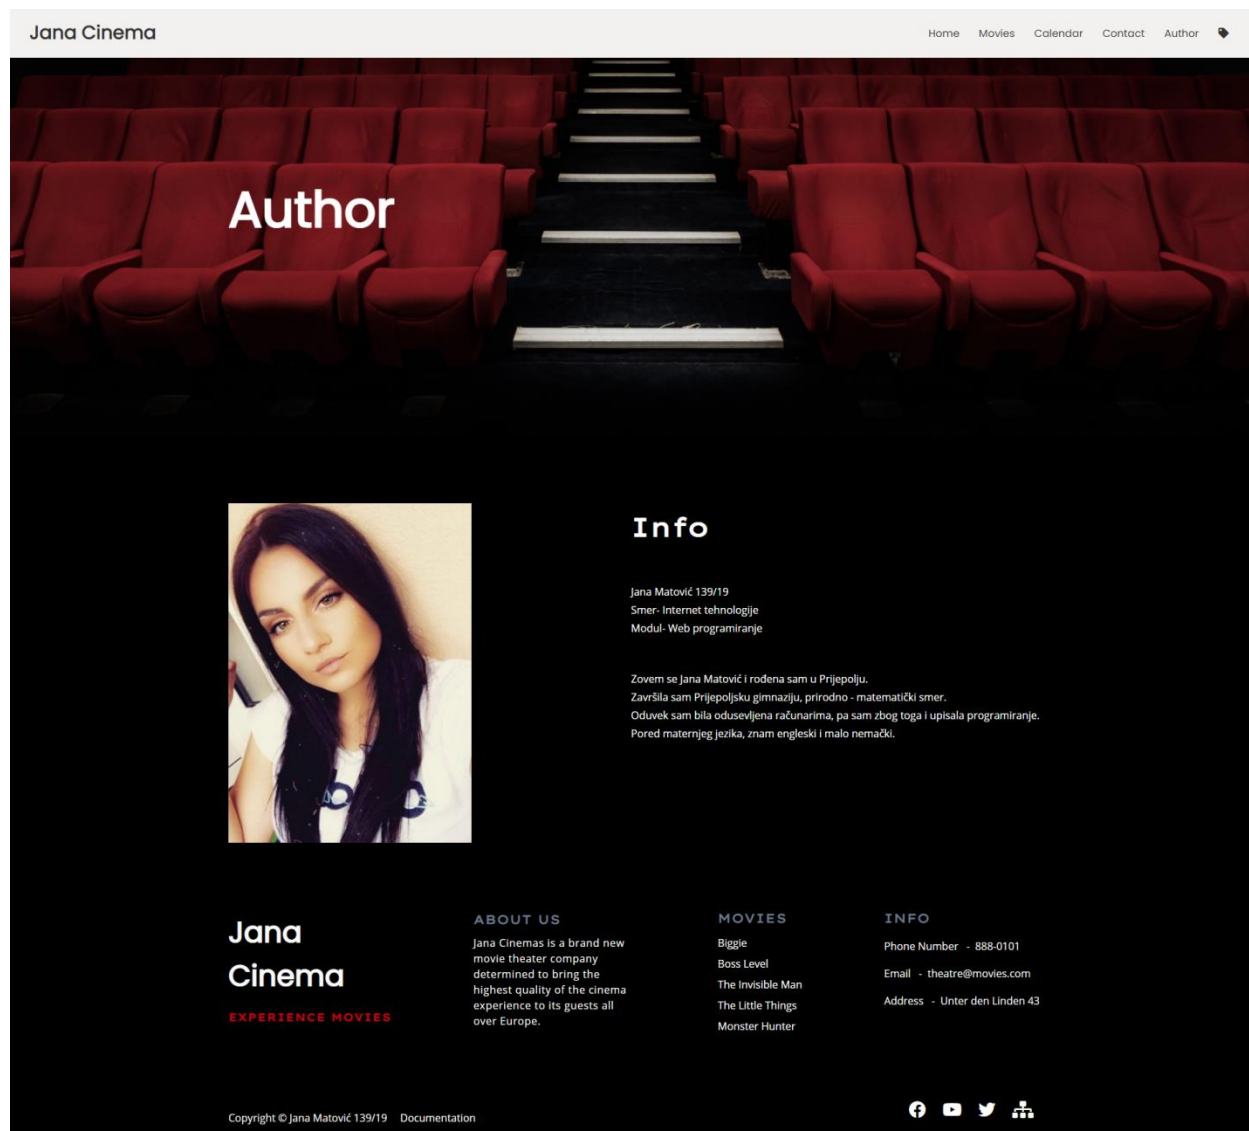 Jana Cinema
Home Movies Calendar Contact Author
Author
Info
Jana Matović 139/19
Smer- Internet tehnologije
Modul- Web programiranje
Zovem se Jana Matović i rođena sam u Prijepolju.
Završila sam Prijepoljsku gimnaziju, prirodno - matematički smer.
Oduvek sam bila odusevljena računarima, pa sam zbog toga i upisala programiranje.
Pored maternjeg jezika, znam engleski i malo nemački.
Jana
Cinema
EXPERIENCE MOVIES
ABOUT US
Jana Cinemas is a brand new
movie theater company
determined to bring the
highest quality of the cinema
experience to its guests all
over Europe.
MOVIES
Biggie
Boss Level
The Invisible Man
The Little Things
Monster Hunter
INFO
Phone Number - 888-0101
Email - theatre@movies.com
Address - Unter den Linden 43
Copyright © Jana Matović 139/19 Documentation